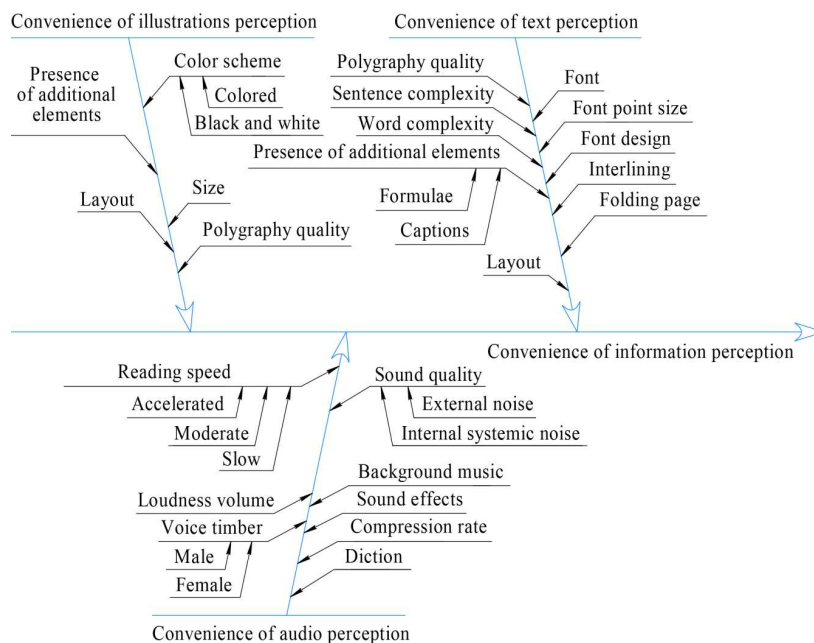 Convenience of illustrations perception
Color scheme
Presence
of additional
elements
Colored
Black and white
Size
Layout
Polygraphy quality
Convenience of text perception
Polygraphy quality
Font
Sentence complexity
Font point size
Word complexity
Font design
Presence of additional elements
Interlining
Formulae
Folding page
Captions
Layout
Convenience of information perception
Reading speed
Sound quality
Accelerated
External noise
Moderate
Internal systemic noise
Slow
Background music
Loudness volume
Sound effects
Voice timber
Compression rate
Male
Diction
Female
Convenience of audio perception